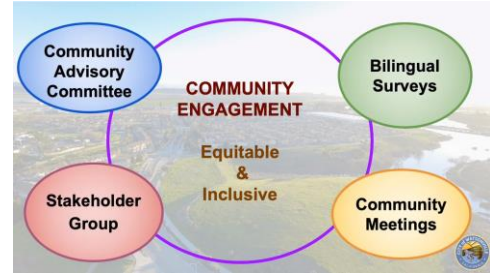 Community
Advisory
Committee
Bilingual
Surveys
COMMUNITY
ENGAGEMENT
Equitable
&
Inclusive
Stakeholder
Group
Community
Meetings